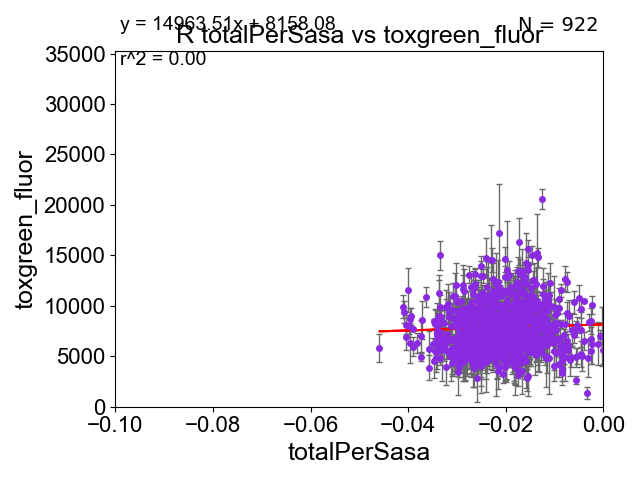 y = 14963.51x + 8158.08
N = 922
R totalPerSasa vs toxgreen_fluor
r^2 = 0.00
35000
30000
25000
20000
15000
10000
5000
0
toxgreen_fluor
−0.10 −0.08 −0.06 −0.04 −0.02 0.00
totalPerSasa